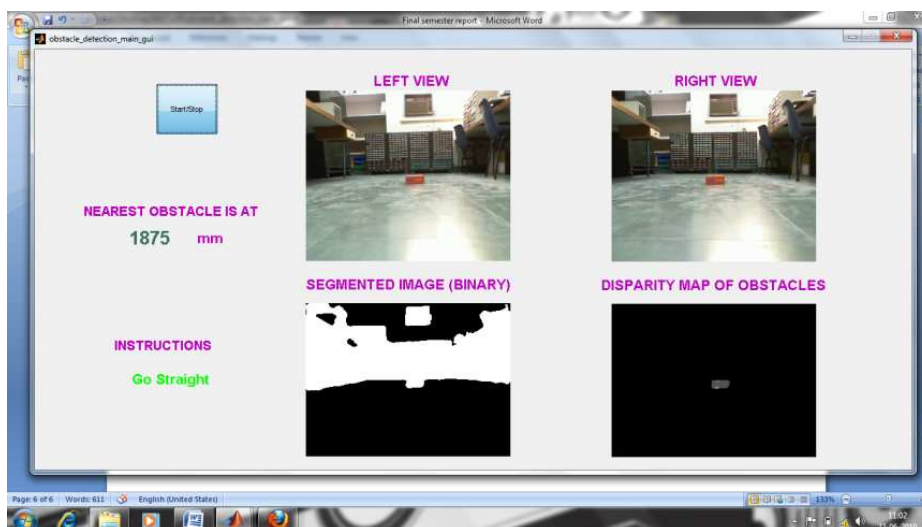 Final semester report - Microsoft Word
obstacle_detection_main_gui
Start/Stop
LEFT VIEW
RIGHT VIEW
NEAREST OBSTACLE IS AT
1875 mm
SEGMENTED IMAGE (BINARY)
DISPARITY MAP OF OBSTACLES
INSTRUCTIONS
Go Straight
Page: 6 of 6 Words: 611 English (United States) 133%
11:02